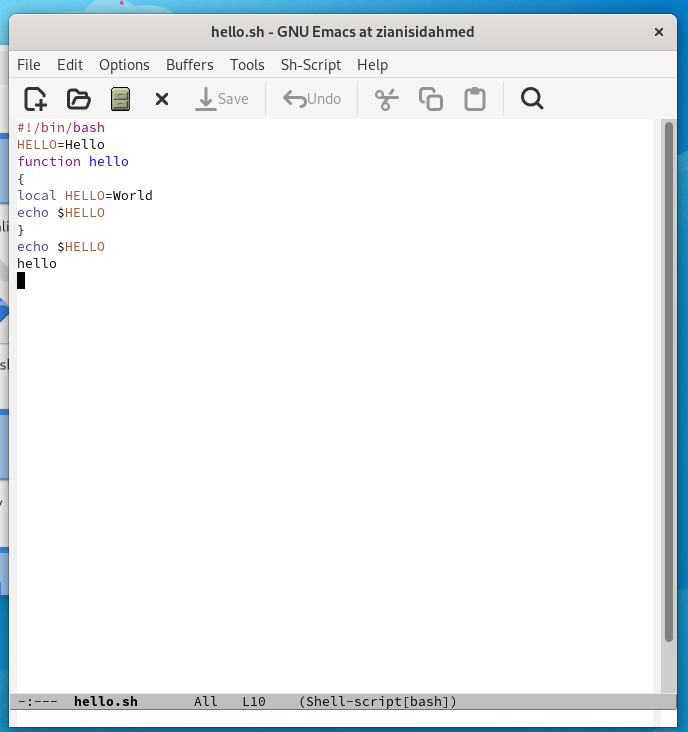 hello.sh - GNU Emacs at zianisidahmed
File Edit Options Buffers Tools Sh-Script Help
Save Undo
#!/bin/bash
HELLO=Hello
function hello
{
local HELLO=World
echo $HELLO
}
echo $HELLO
hello
-:--- hello.sh All L10 (Shell-script[bash])